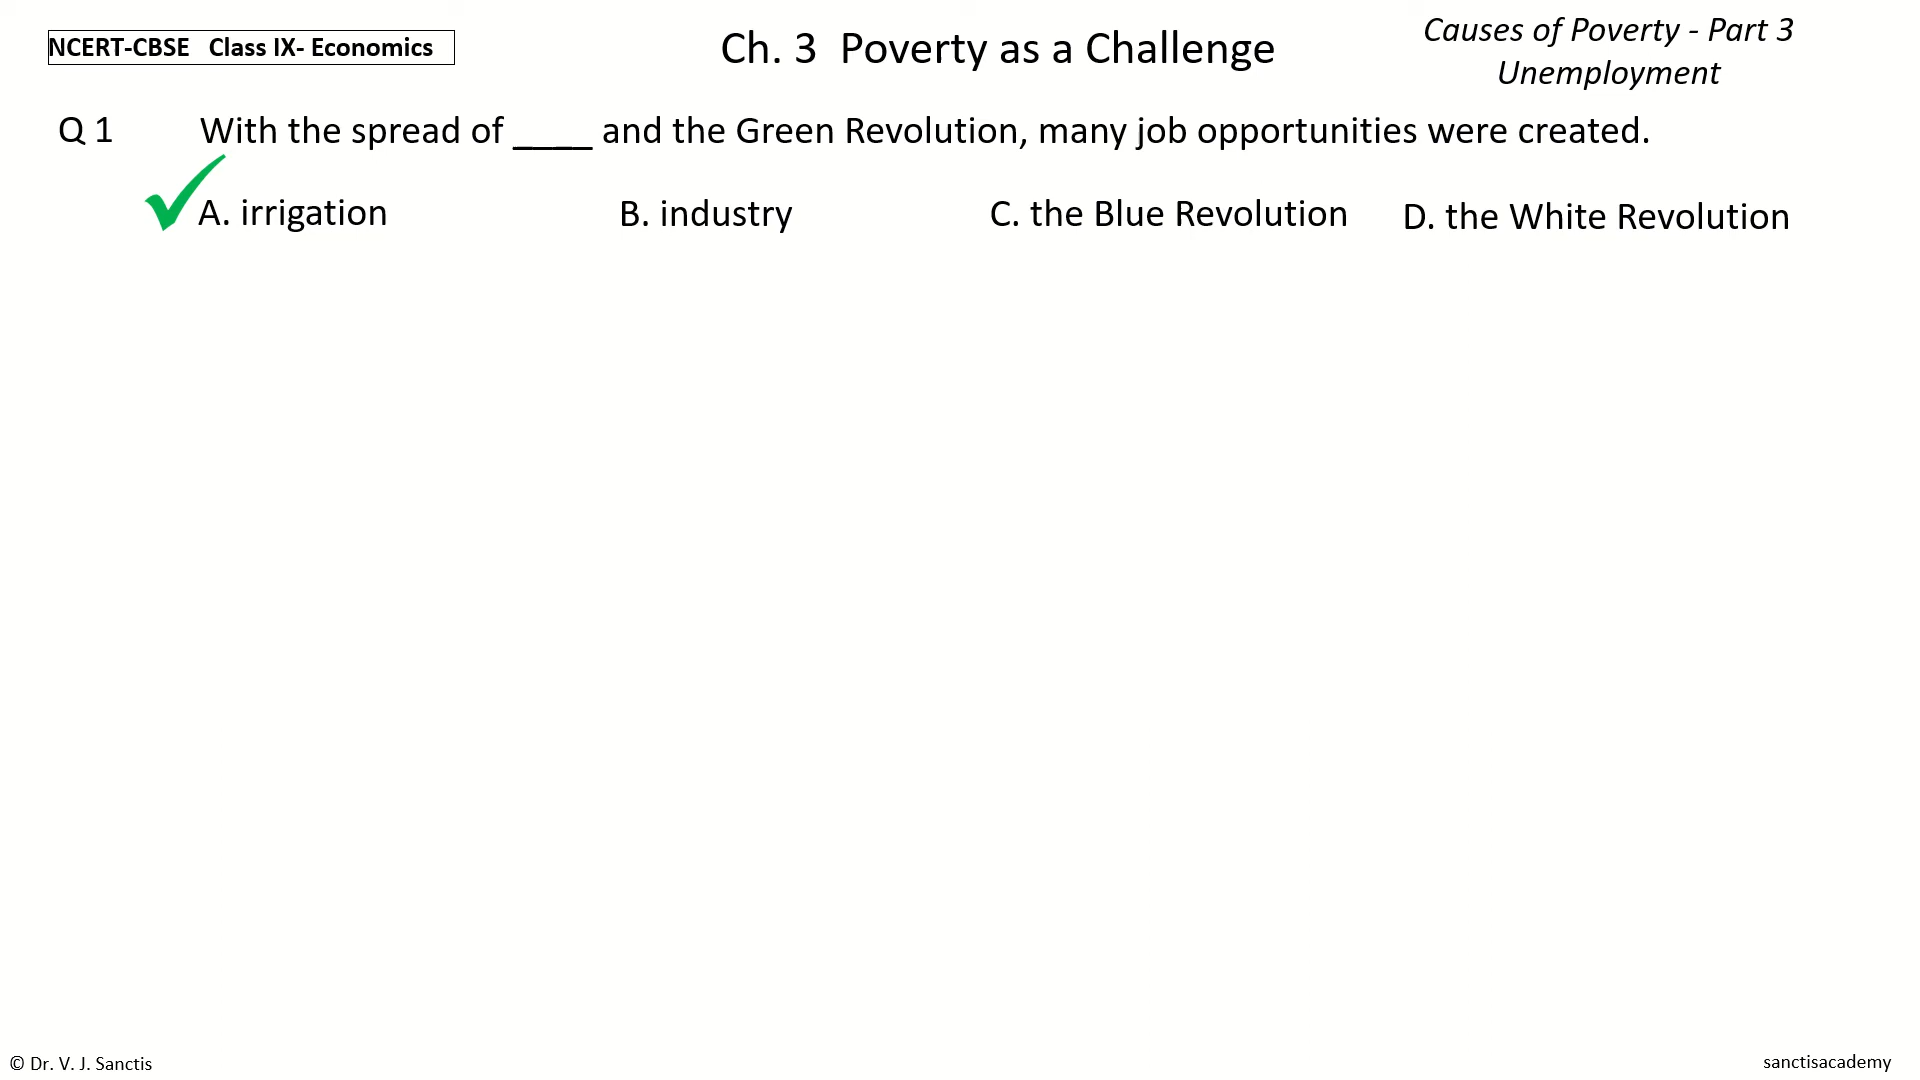 NCERT-CBSE Class IX- Economics
Ch. 3 Poverty as a Challenge
Causes of Poverty - Part 3
Unemployment
Q 1 With the spread of ____ and the Green Revolution, many job opportunities were created.
A. irrigation B. industry C. the Blue Revolution D. the White Revolution
© Dr. V. J. Sanctis
sanctisacademy